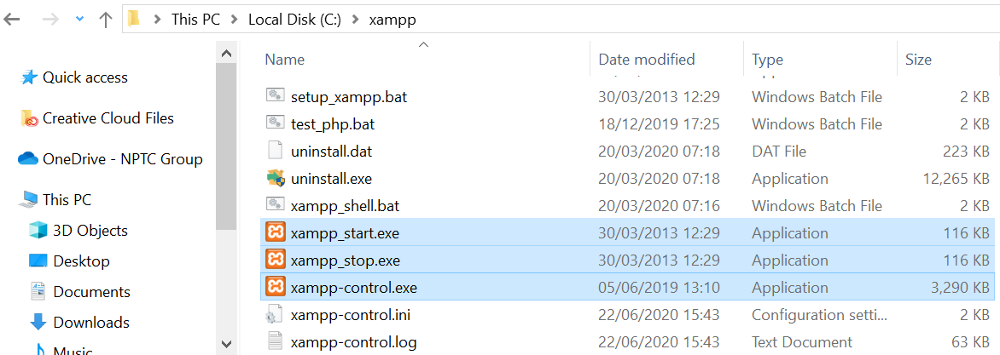 This PC > Local Disk (C:) > xampp
Quick access
Creative Cloud Files
OneDrive - NPTC Group
This PC
3D Objects
Desktop
Documents
Downloads
Music
Name Date modified Type Size
setup_xampp.bat 30/03/2013 12:29 Windows Batch File 2 KB
test_php.bat 18/12/2019 17:25 Windows Batch File 2 KB
uninstall.dat 20/03/2020 07:18 DAT File 223 KB
uninstall.exe 20/03/2020 07:18 Application 12,265 KB
xampp_shell.bat 20/03/2020 07:16 Windows Batch File 2 KB
xampp_start.exe 30/03/2013 12:29 Application 116 KB
xampp_stop.exe 30/03/2013 12:29 Application 116 KB
xampp-control.exe 05/06/2019 13:10 Application 3,290 KB
xampp-control.ini 22/06/2020 15:43 Configuration setti... 2 KB
xampp-control.log 22/06/2020 15:43 Text Document 63 KB